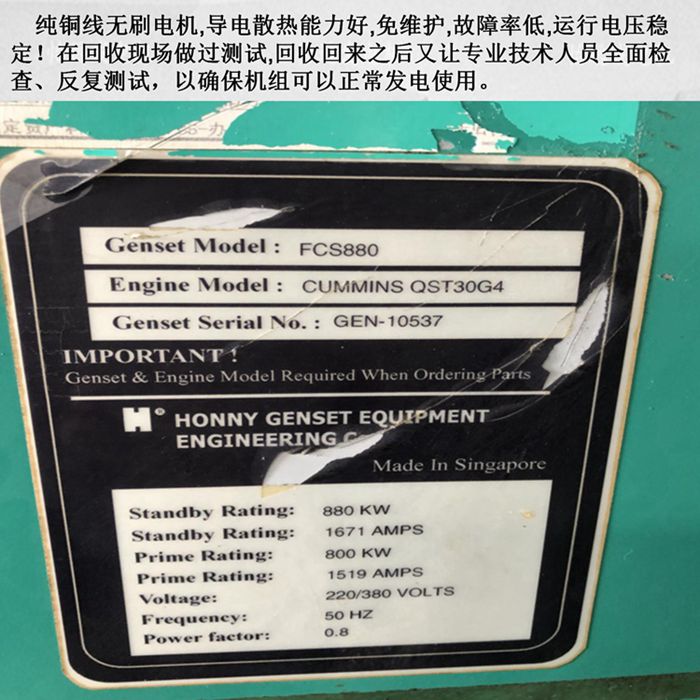 纯铜线无刷电机,导电散热能力好,免维护,故障率低,运行电压稳
定！在回收现场做过测试,回收回来之后又让专业技术人员全面检
查、反复测试，以确保机组可以正常发电使用。
Genset Model : FCS880
Engine Model : CUMMINS QST30G4
Genset Serial No. : GEN-10537
IMPORTANT !
Genset & Engine Model Required When Ordering Parts
H® HONNY GENSET EQUIPMENT
ENGINEERING
Made In Singapore
Standby Rating: 880 KW
Standby Rating: 1671 AMPS
Prime Rating: 800 KW
Prime Rating: 1519 AMPS
Voltage: 220/380 VOLTS
Frequency: 50 HZ
Power factor: 0.8